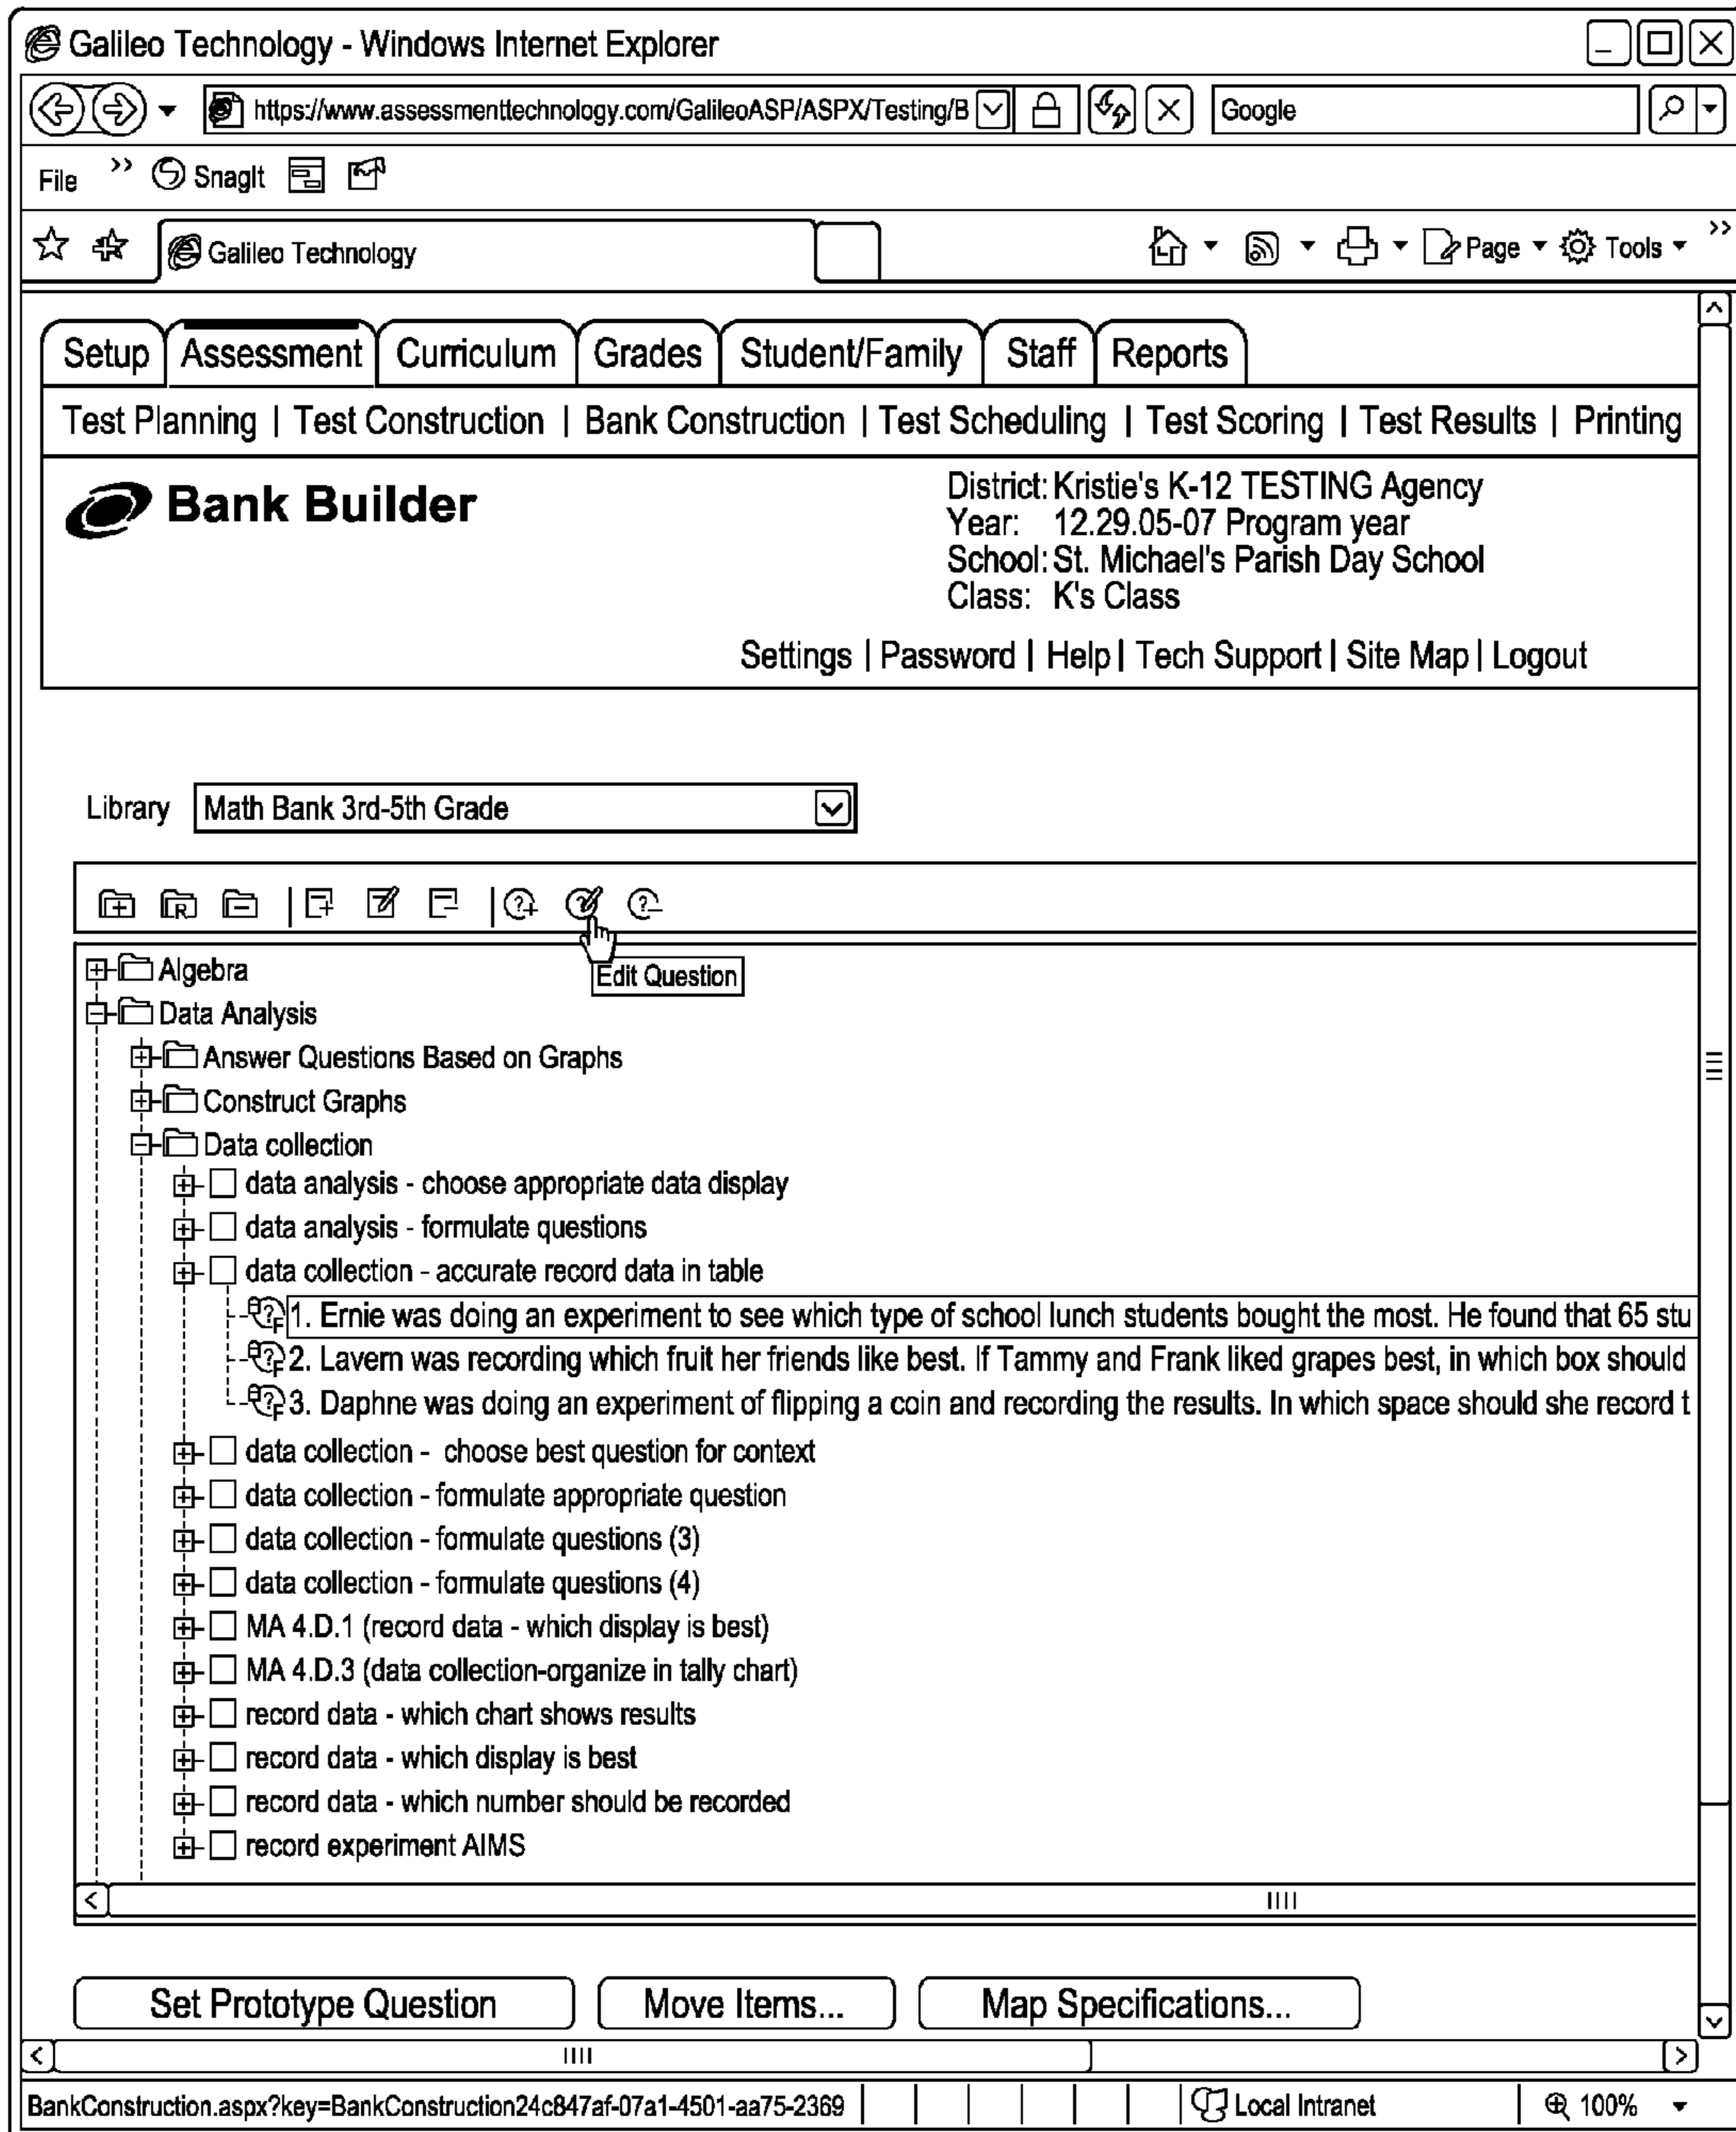 Galileo Technology - Windows Internet Explorer
https://www.assessmenttechnology.com/GalileoASP/ASPX/Testing/B
Google
File >> SnagIt
Galileo Technology
Page Tools >>
Setup Assessment Curriculum Grades Student/Family Staff Reports
Test Planning | Test Construction | Bank Construction | Test Scheduling | Test Scoring | Test Results | Printing
Bank Builder
District: Kristie's K-12 TESTING Agency
Year: 12.29.05-07 Program year
School: St. Michael's Parish Day School
Class: K's Class
Settings | Password | Help | Tech Support | Site Map | Logout
Library Math Bank 3rd-5th Grade
R
Edit Question
Algebra
Data Analysis
Answer Questions Based on Graphs
Construct Graphs
Data collection
data analysis - choose appropriate data display
data analysis - formulate questions
data collection - accurate record data in table
1. Ernie was doing an experiment to see which type of school lunch students bought the most. He found that 65 stu
2. Lavern was recording which fruit her friends like best. If Tammy and Frank liked grapes best, in which box should
3. Daphne was doing an experiment of flipping a coin and recording the results. In which space should she record t
data collection - choose best question for context
data collection - formulate appropriate question
data collection - formulate questions (3)
data collection - formulate questions (4)
MA 4.D.1 (record data - which display is best)
MA 4.D.3 (data collection-organize in tally chart)
record data - which chart shows results
record data - which display is best
record data - which number should be recorded
record experiment AIMS
Set Prototype Question Move Items... Map Specifications...
BankConstruction.aspx?key=BankConstruction24c847af-07a1-4501-aa75-2369 Local Intranet 100%